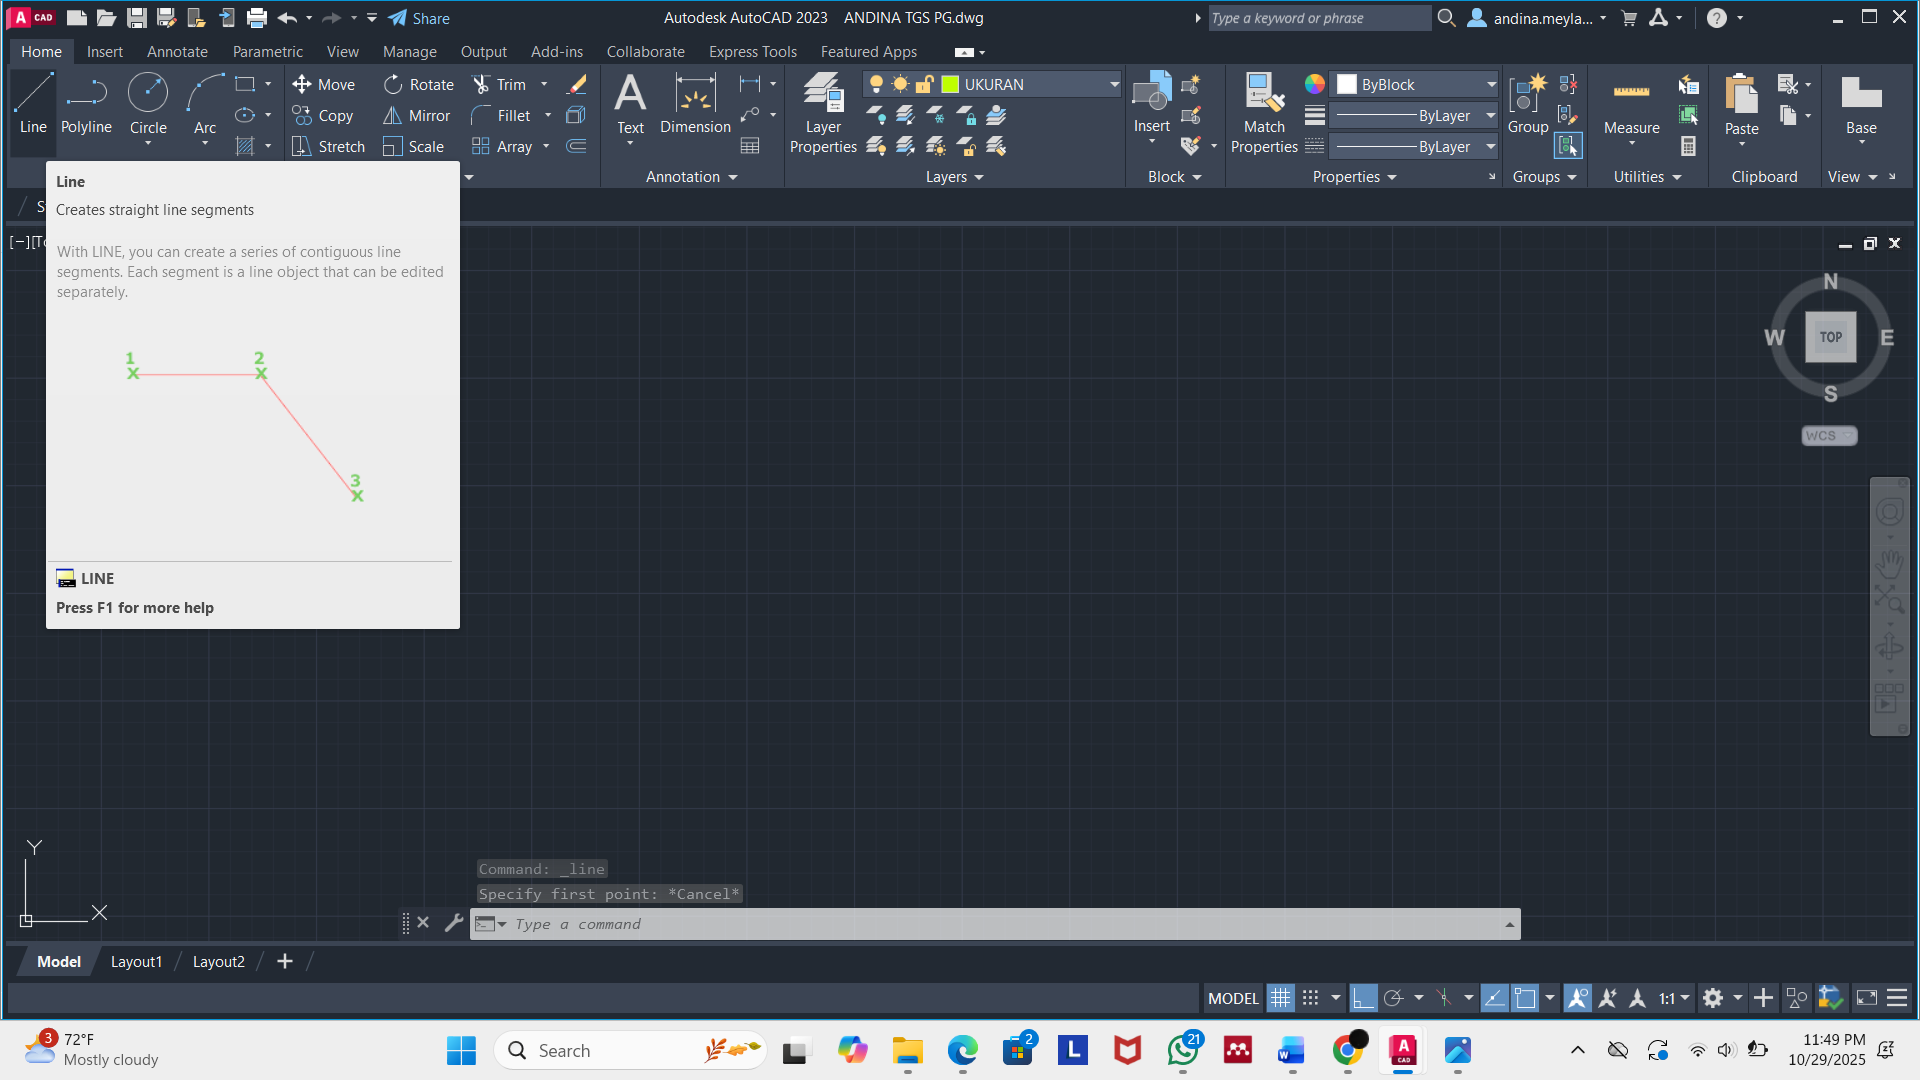 CAD Share Autodesk AutoCAD 2023 ANDINA TGS PG.dwg Type a keyword or phrase andina.meyla...
Home Insert Annotate Parametric View Manage Output Add-ins Collaborate Express Tools Featured Apps
Line Polyline Circle Arc
Move Rotate Trim
Copy Mirror Fillet
Stretch Scale Array
Text Dimension
Annotation
Layer Properties
UKURAN
Layers
Insert
Block
Match Properties
ByBlock
ByLayer
ByLayer
Properties
Group
Groups
Measure
Utilities
Paste
Clipboard
Base
View
Line
Creates straight line segments
With LINE, you can create a series of contiguous line
segments. Each segment is a line object that can be edited
separately.
1 2
3
LINE
Press F1 for more help
N
W TOP E
S
WCS
Y
X
Command: _line
Specify first point: *Cancel*
Type a command
Model Layout1 Layout2
MODEL 1:1
3 72°F
Mostly cloudy
Search
2
21
11:49 PM
10/29/2025